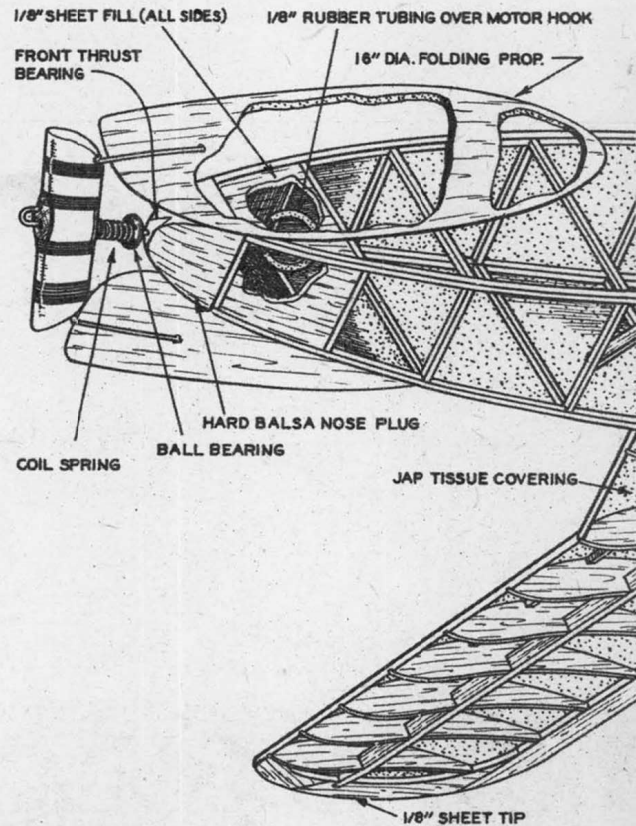 1/8" SHEET FILL (ALL SIDES)
1/8" RUBBER TUBING OVER MOTOR HOOK
FRONT THRUST
BEARING
16" DIA. FOLDING PROP.
HARD BALSA NOSE PLUG
BALL BEARING
COIL SPRING
JAP TISSUE COVERING
1/8" SHEET TIP